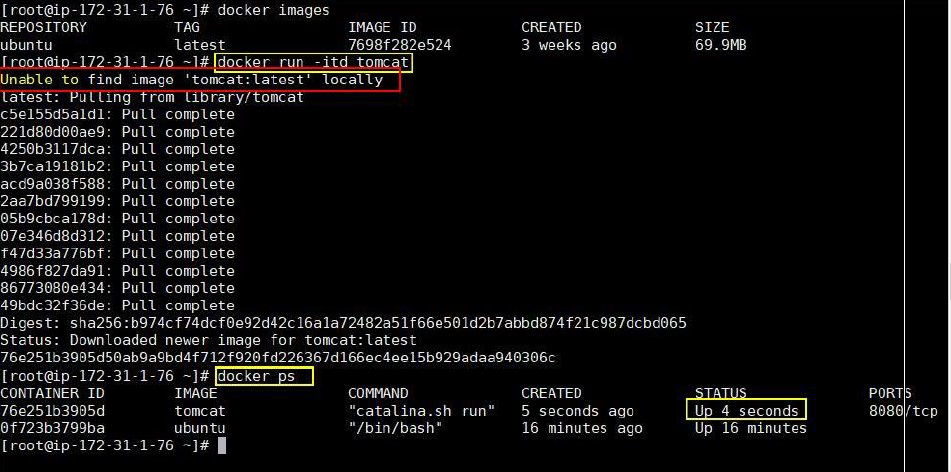 [root@ip-172-31-1-76 ~]# docker images
REPOSITORY TAG IMAGE ID CREATED SIZE
ubuntu latest 7698f282e524 3 weeks ago 69.9MB
[root@ip-172-31-1-76 ~]# docker run -itd tomcat
Unable to find image 'tomcat:latest' locally
latest: Pulling from library/tomcat
c5e155d5a1d1: Pull complete
221d80d00ae9: Pull complete
4250b3117dca: Pull complete
3b7ca19181b2: Pull complete
acd9a038f588: Pull complete
2aa7bd799199: Pull complete
05b9cbca178d: Pull complete
07e346d8d312: Pull complete
f47d33a776bf: Pull complete
4986f827da91: Pull complete
86773080e434: Pull complete
49bdc32f36de: Pull complete
Digest: sha256:b974cf74dcf0e92d42c16a1a72482a51f66e501d2b7abbd874f21c987dcbd065
Status: Downloaded newer image for tomcat:latest
76e251b3905d50ab9a9bd4f712f920fd226367d166ec4ee15b929adaa940306c
[root@ip-172-31-1-76 ~]# docker ps
CONTAINER ID IMAGE COMMAND CREATED STATUS PORTS
76e251b3905d tomcat "catalina.sh run" 5 seconds ago Up 4 seconds 8080/tcp
0f723b3799ba ubuntu "/bin/bash" 16 minutes ago Up 16 minutes
[root@ip-172-31-1-76 ~]#